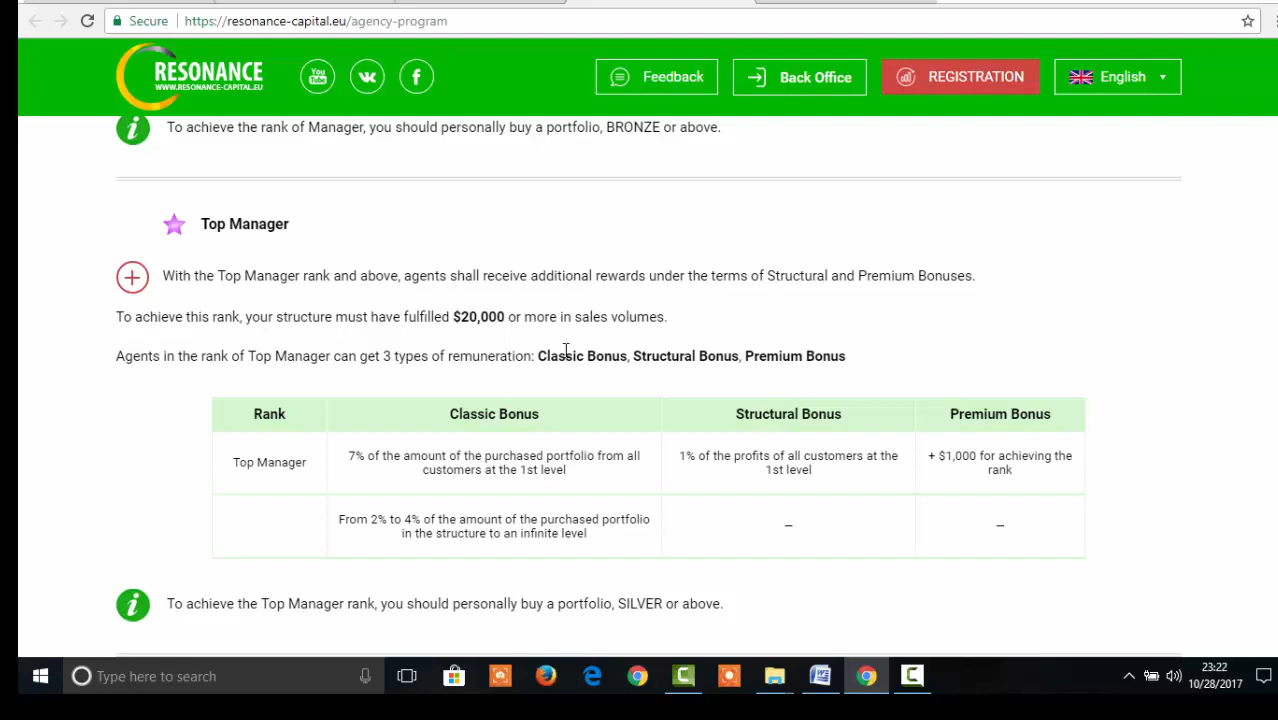 Secure
https://resonance-capital.eu/agency-program
RESONANCE
WWW.RESONANCE-CAPITAL.EU
You Tube
Feedback
Back Office
REGISTRATION
English
To achieve the rank of Manager, you should personally buy a portfolio, BRONZE or above.
Top Manager
With the Top Manager rank and above, agents shall receive additional rewards under the terms of Structural and Premium Bonuses.
To achieve this rank, your structure must have fulfilled $20,000 or more in sales volumes.
Agents in the rank of Top Manager can get 3 types of remuneration: Classic Bonus, Structural Bonus, Premium Bonus
Rank Classic Bonus Structural Bonus Premium Bonus
Top Manager
7% of the amount of the purchased portfolio from all
customers at the 1st level
1% of the profits of all customers at the
1st level
+ $1,000 for achieving the
rank
From 2% to 4% of the amount of the purchased portfolio
in the structure to an infinite level
–
–
To achieve the Top Manager rank, you should personally buy a portfolio, SILVER or above.
Type here to search
23:22
10/28/2017